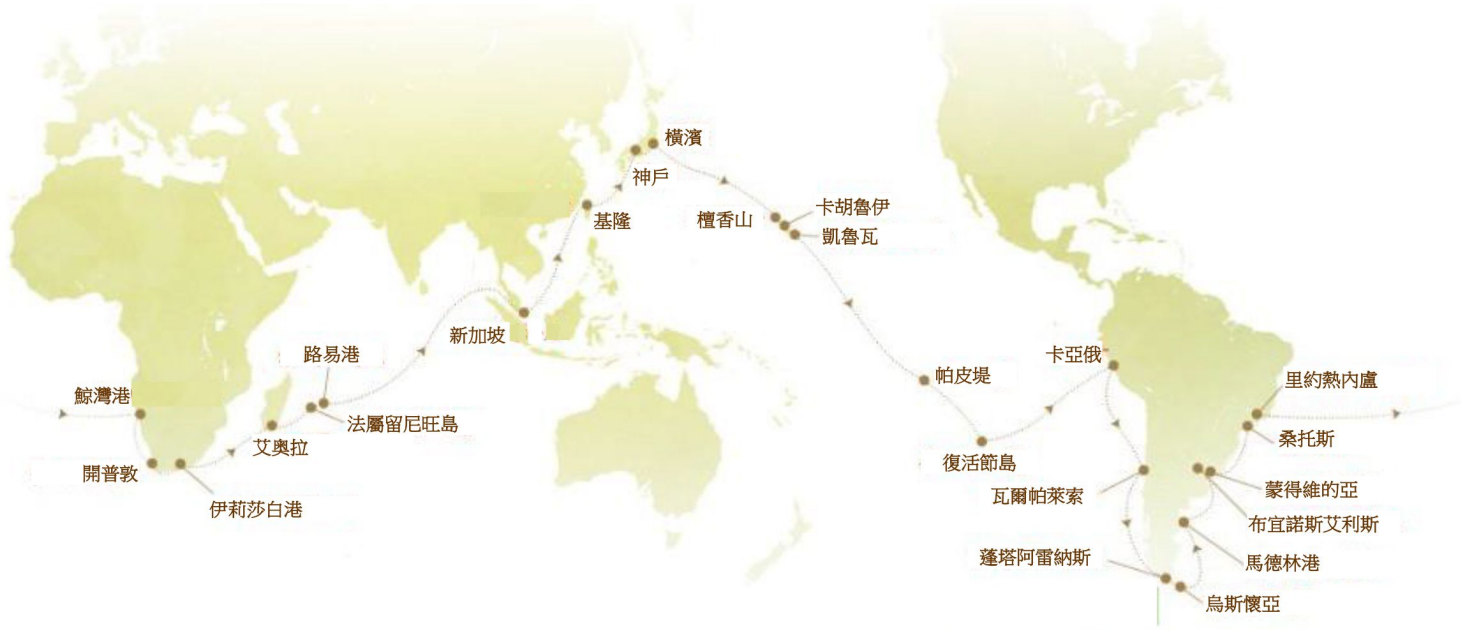 橫濱
神戶
卡胡魯伊
檀香山
基隆
凱魯瓦
新加坡
路易港
卡亞俄
帕皮堤
里約熱內盧
鯨灣港
法屬留尼旺島
桑托斯
艾奧拉
復活節島
開普敦
瓦爾帕萊索
蒙得維的亞
伊莉莎白港
布宜諾斯艾利斯
蓬塔阿雷納斯
馬德林港
烏斯懷亞